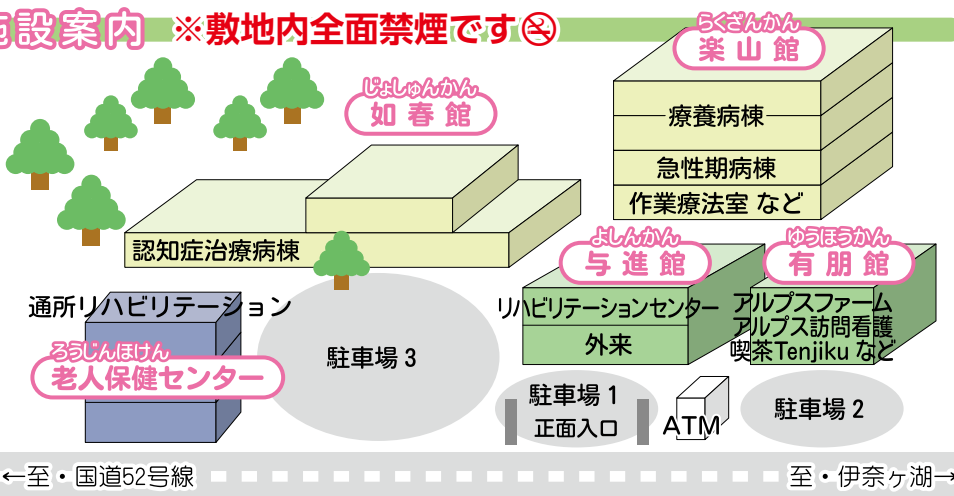 施設案内 ※敷地内全面禁煙です
らくざんかん
楽山館
療養病棟
急性期病棟
作業療法室 など
じょしゅんかん
如春館
認知症治療病棟
よしんかん
与進館
リハビリテーションセンター
外来
ゆうほうかん
有朋館
アルプスファーム
アルプス訪問看護
喫茶Tenjiku など
通所リハビリテーション
ろうじんほけん
老人保健センター
駐車場 3
駐車場 1
正面入口
ATM
駐車場 2
←至・国道52号線
至・伊奈ヶ湖→